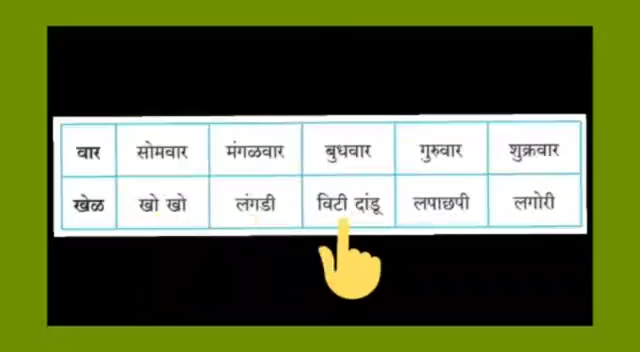 वार सोमवार मंगळवार बुधवार गुरुवार शुक्रवार
खेळ खो खो लंगडी विटी दांडू लपाछपी लगोरी